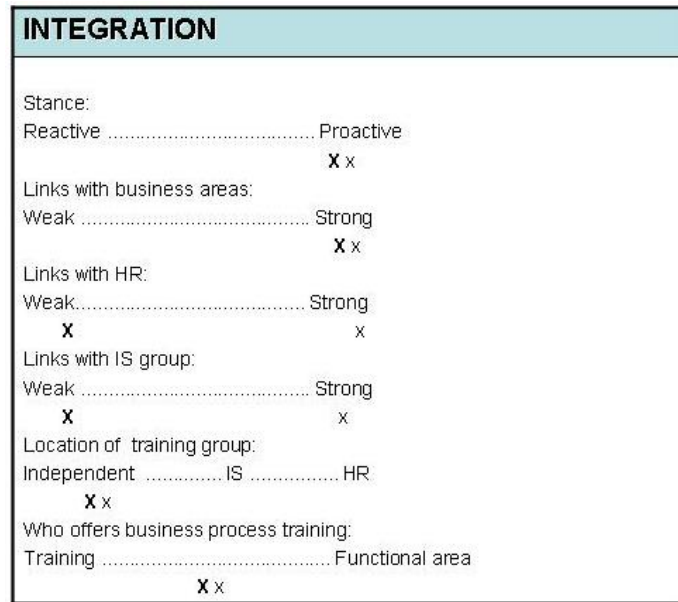 INTEGRATION
Stance:
Reactive ....................................... Proactive
X x
Links with business areas:
Weak ........................................... Strong
X x
Links with HR:
Weak........................................... Strong
X x
Links with IS group:
Weak ........................................... Strong
X x
Location of training group:
Independent .............. IS ................ HR
X x
Who offers business process training:
Training ........................................... Functional area
X x